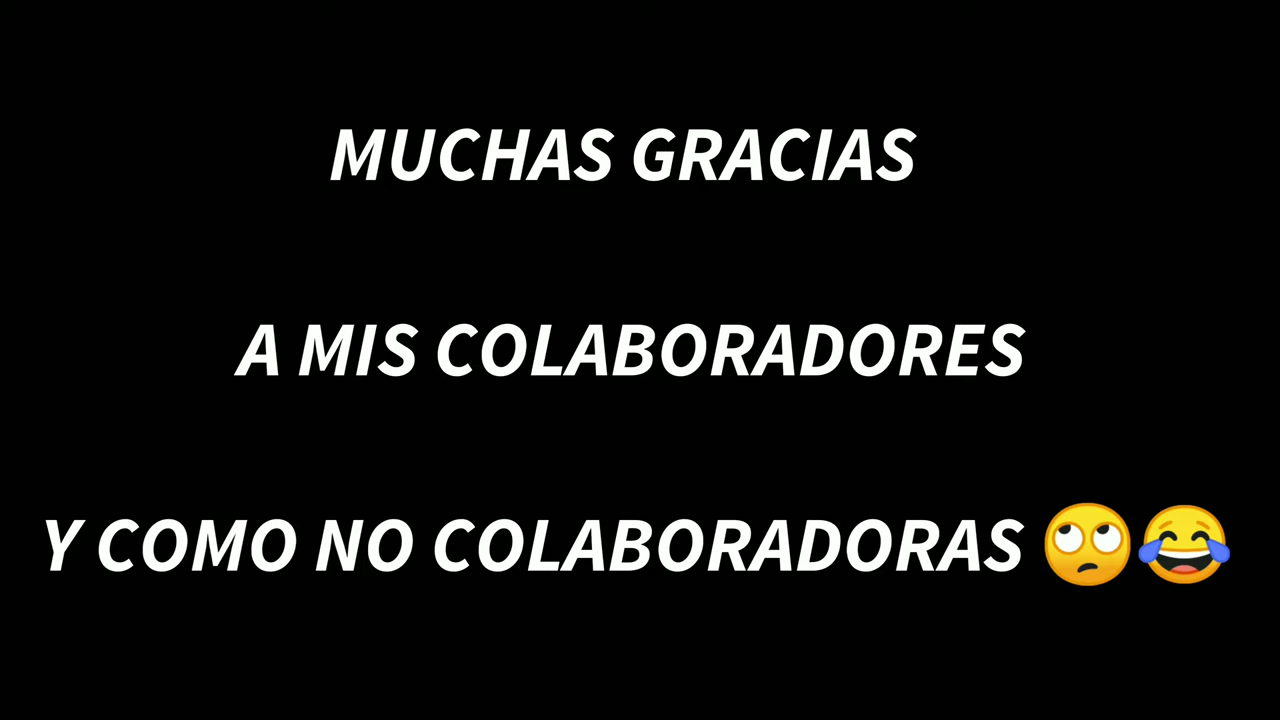 MUCHAS GRACIAS
A MIS COLABORADORES
Y COMO NO COLABORADORAS 🙄😂